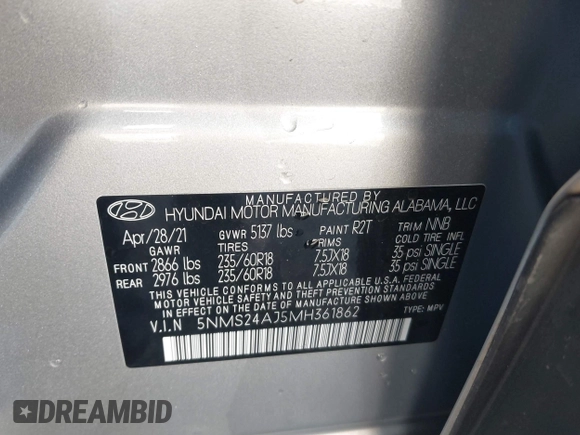 MANUFACTURED BY
HYUNDAI MOTOR MANUFACTURING ALABAMA, LLC
Apr/28/21 GVWR 5137 lbs PAINT R2T TRIM NNB
GAWR TIRES RIMS COLD TIRE INFL
FRONT 2866 lbs 235/60R18 7.5JX18 35 psi SINGLE
REAR 2976 lbs 235/60R18 7.5JX18 35 psi SINGLE
THIS VEHICLE CONFORMS TO ALL APPLICABLE U.S.A. FEDERAL
MOTOR VEHICLE SAFETY, BUMPER, AND THEFT PREVENTION STANDARDS
IN EFFECT ON THE DATE OF MANUFACTURE SHOWN ABOVE.
V.I.N 5NMS24AJ5MH361862 TYPE: MPV
DREAMBID